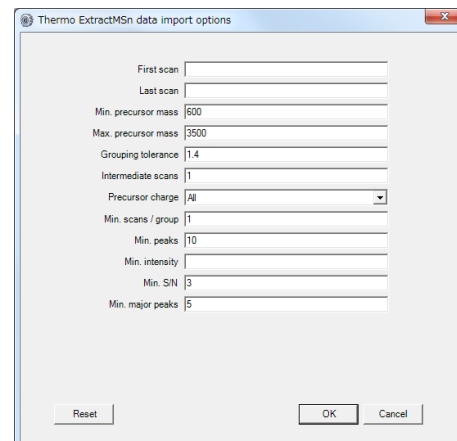 Thermo ExtractMSn data import options
First scan
Last scan
Min. precursor mass 600
Max. precursor mass 3500
Grouping tolerance 1.4
Intermediate scans 1
Precursor charge All
Min. scans / group 1
Min. peaks 10
Min. intensity
Min. S/N 3
Min. major peaks 5
Reset OK Cancel